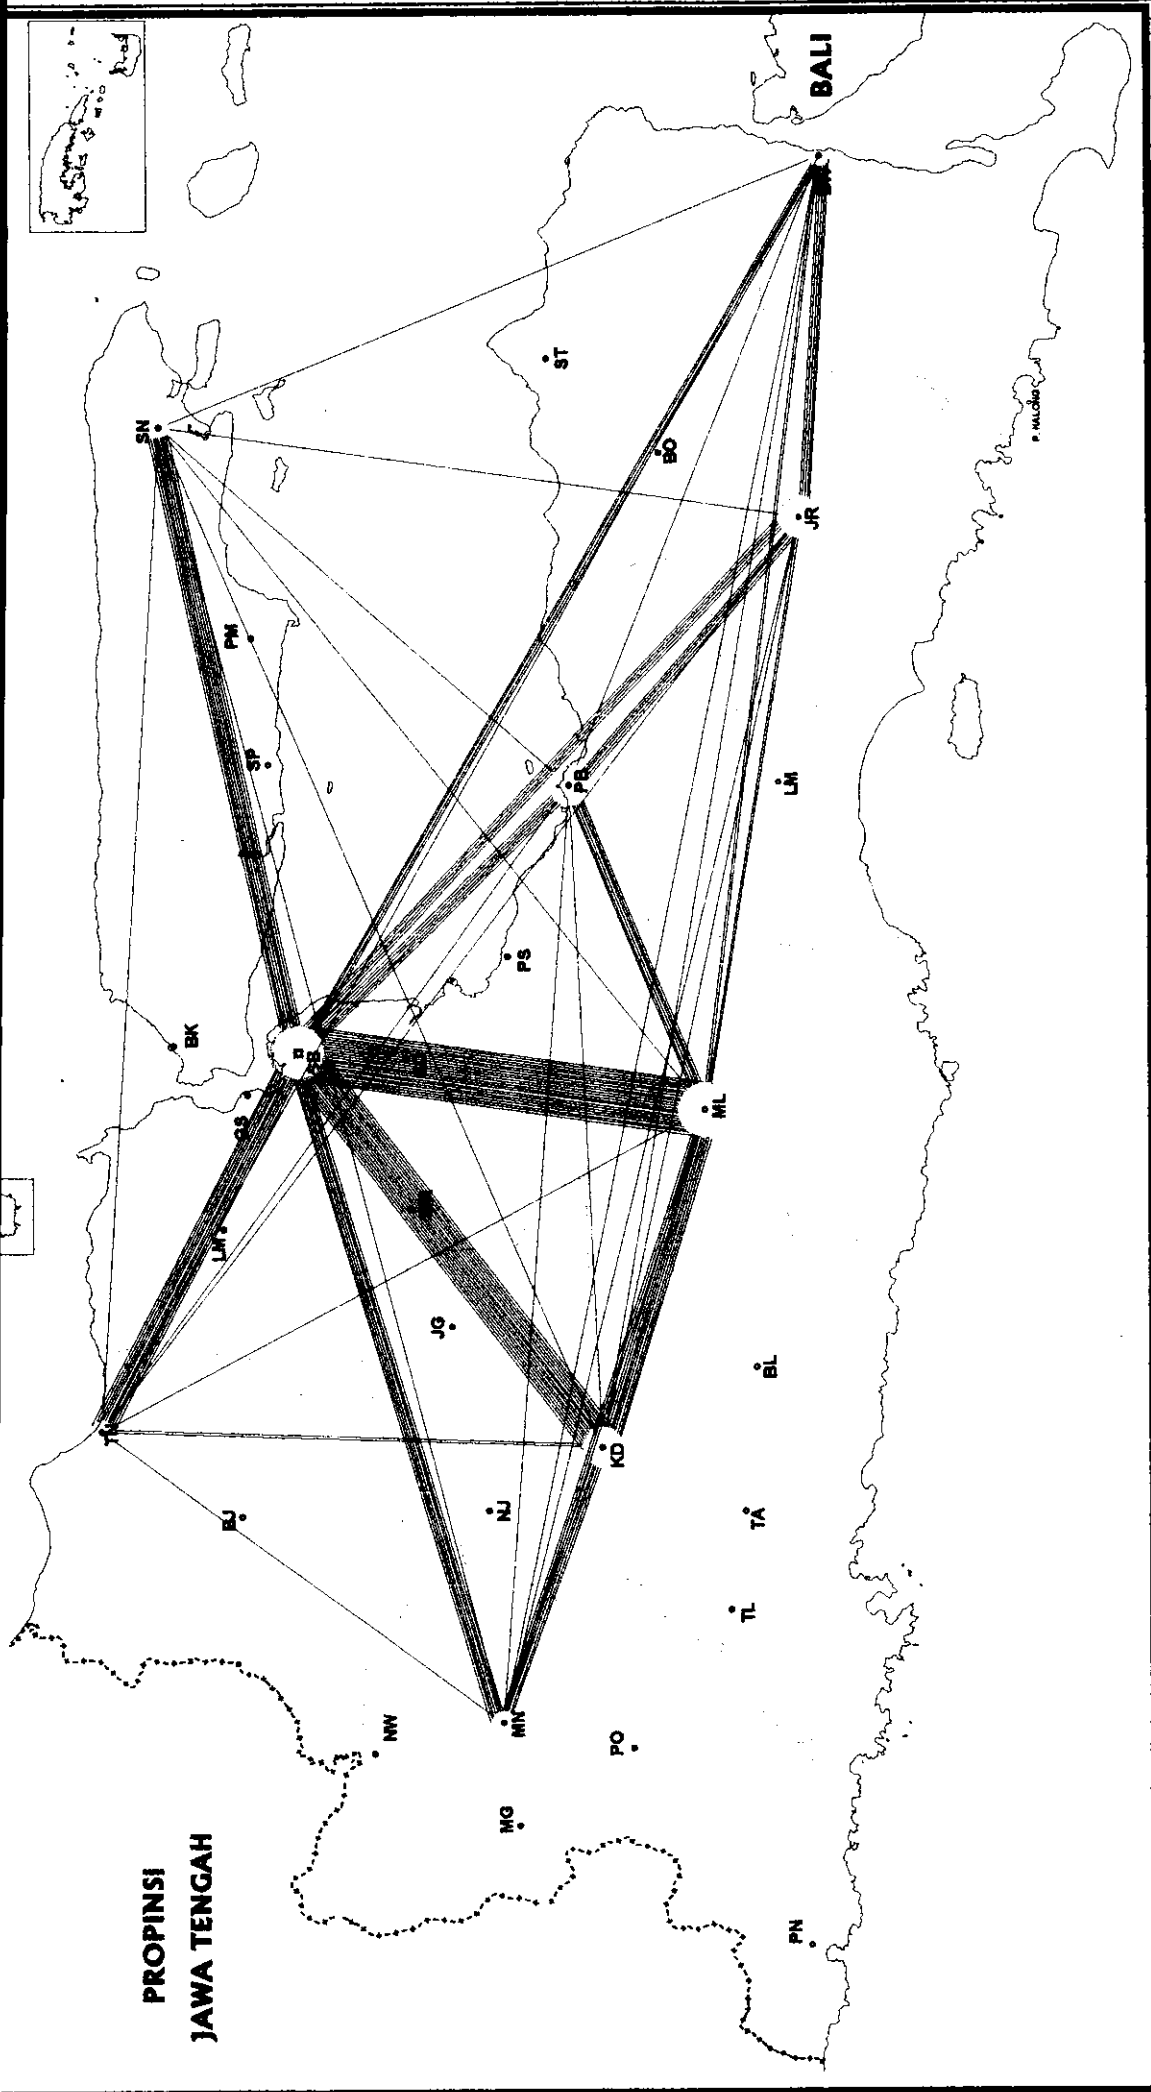 BALI
SN
ST
BO
P. NALONG
JR
PM
SP
PB
LM
PS
BK
SB
GS
ML
LM
JG
BL
TN
KD
BJ
NJ
TA
TL
MN
NW
PO
MG
PROPINSI
JAWA TENGAH
PN